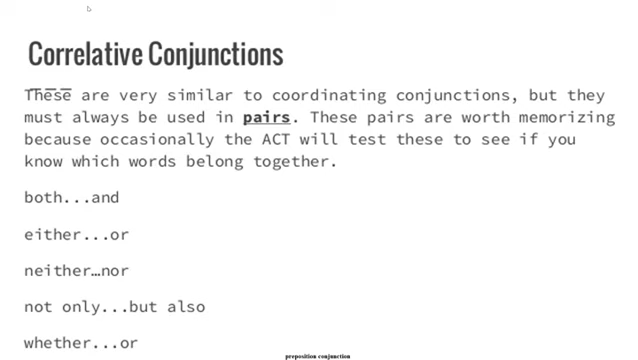 Correlative Conjunctions
These are very similar to coordinating conjunctions, but they
must always be used in pairs. These pairs are worth memorizing
because occasionally the ACT will test these to see if you
know which words belong together.
both...and
either...or
neither…nor
not only...but also
whether...or
preposition conjunction